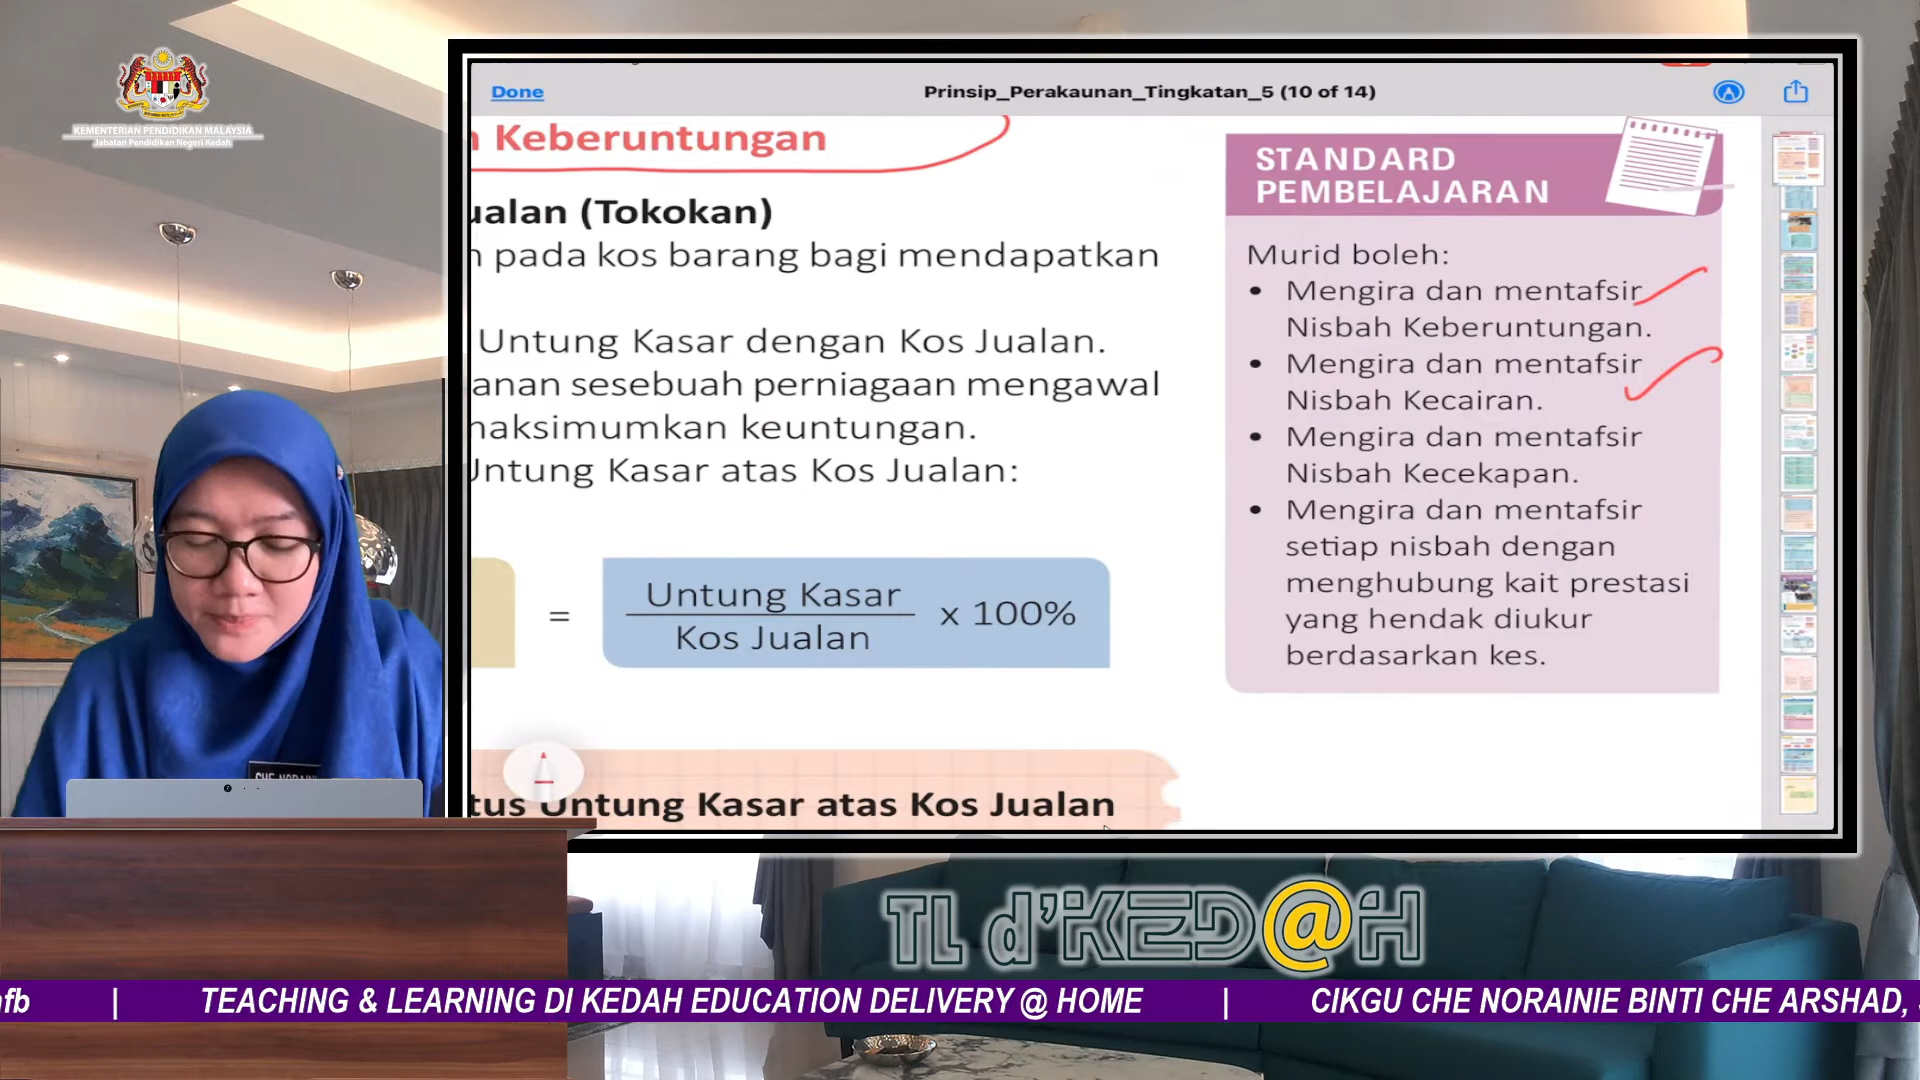 KEMENTERIAN PENDIDIKAN MALAYSIA
Jabatan Pendidikan Negeri Kedah
Done
Prinsip_Perakaunan_Tingkatan_5 (10 of 14)
Keberuntungan
ualan (Tokokan)
n pada kos barang bagi mendapatkan
Untung Kasar dengan Kos Jualan.
anan sesebuah perniagaan mengawal
naksimumkan keuntungan.
Untung Kasar atas Kos Jualan:
=
Untung Kasar
Kos Jualan
x 100%
tus Untung Kasar atas Kos Jualan
STANDARD
PEMBELAJARAN
Murid boleh:
• Mengira dan mentafsir
Nisbah Keberuntungan.
• Mengira dan mentafsir
Nisbah Kecairan.
• Mengira dan mentafsir
Nisbah Kecekapan.
• Mengira dan mentafsir
setiap nisbah dengan
menghubung kait prestasi
yang hendak diukur
berdasarkan kes.
CHE NORAINI
TL d'KED@H
fb | TEACHING & LEARNING DI KEDAH EDUCATION DELIVERY @ HOME | CIKGU CHE NORAINIE BINTI CHE ARSHAD,